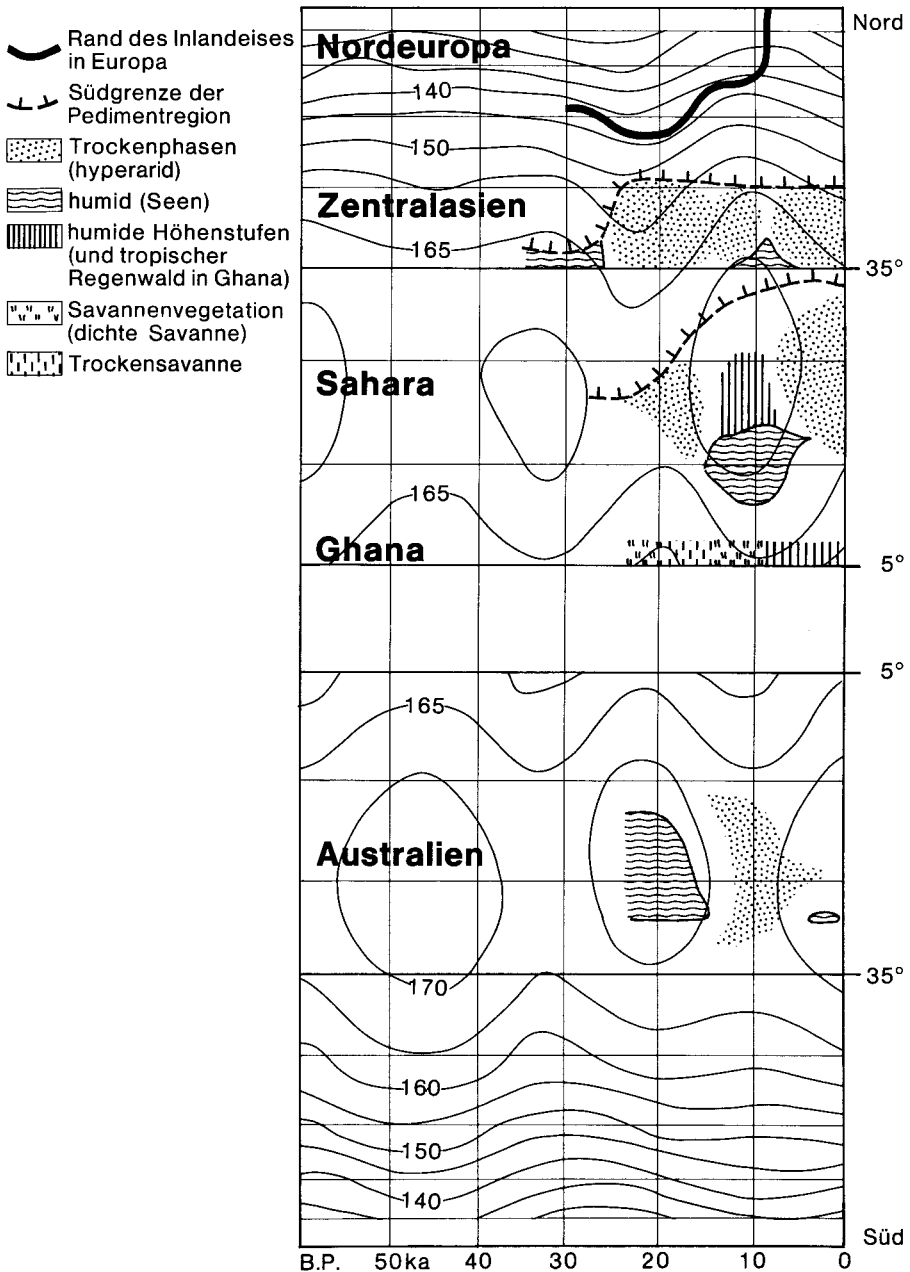 Rand des Inlandeises
in Europa
Südgrenze der
Pedimentregion
Trockenphasen
(hyperarid)
humid (Seen)
humide Höhenstufen
(und tropischer
Regenwald in Ghana)
Savannenvegetation
(dichte Savanne)
Trockensavanne
Nord
Nordeuropa
140
150
Zentralasien
165
35°
Sahara
165
Ghana
5°
5°
165
Australien
170
35°
160
150
140
Süd
B.P. 50ka 40 30 20 10 0